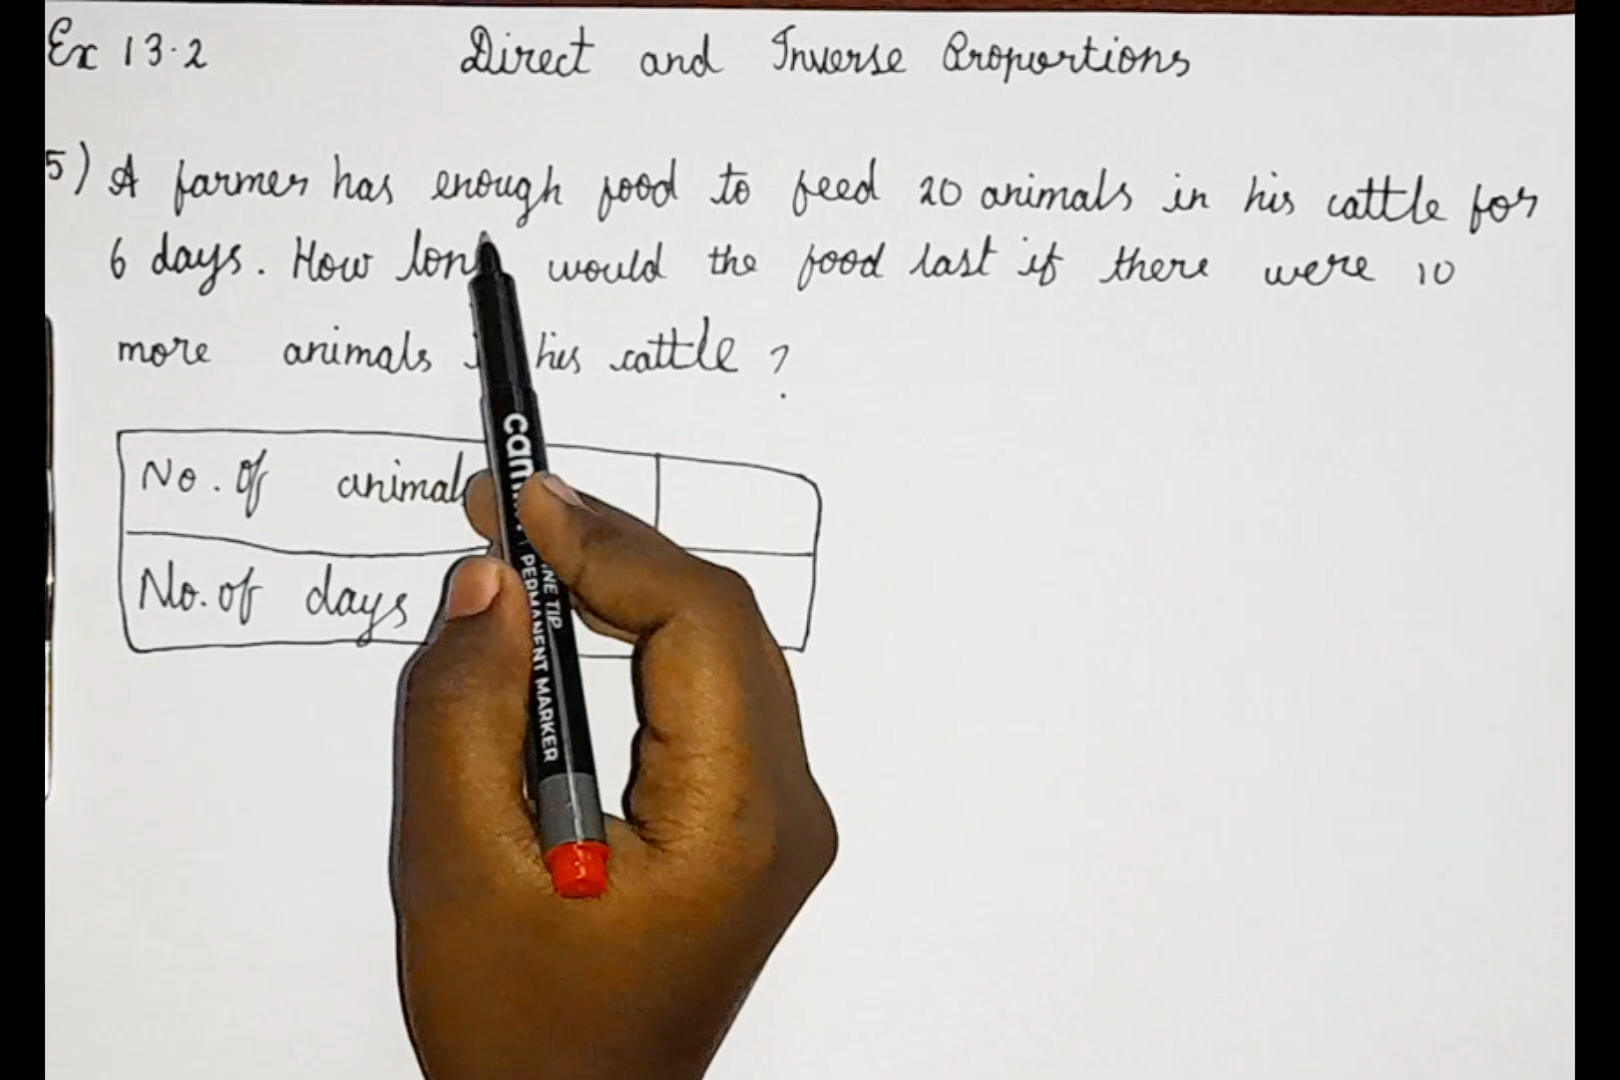 Ex 13.2 Direct and Inverse Proportions
5) A farmer has enough food to feed 20 animals in his cattle for
6 days. How long would the food last if there were 10
more animals his cattle ?
No. of animals
No. of days
PERMANENT MARKER